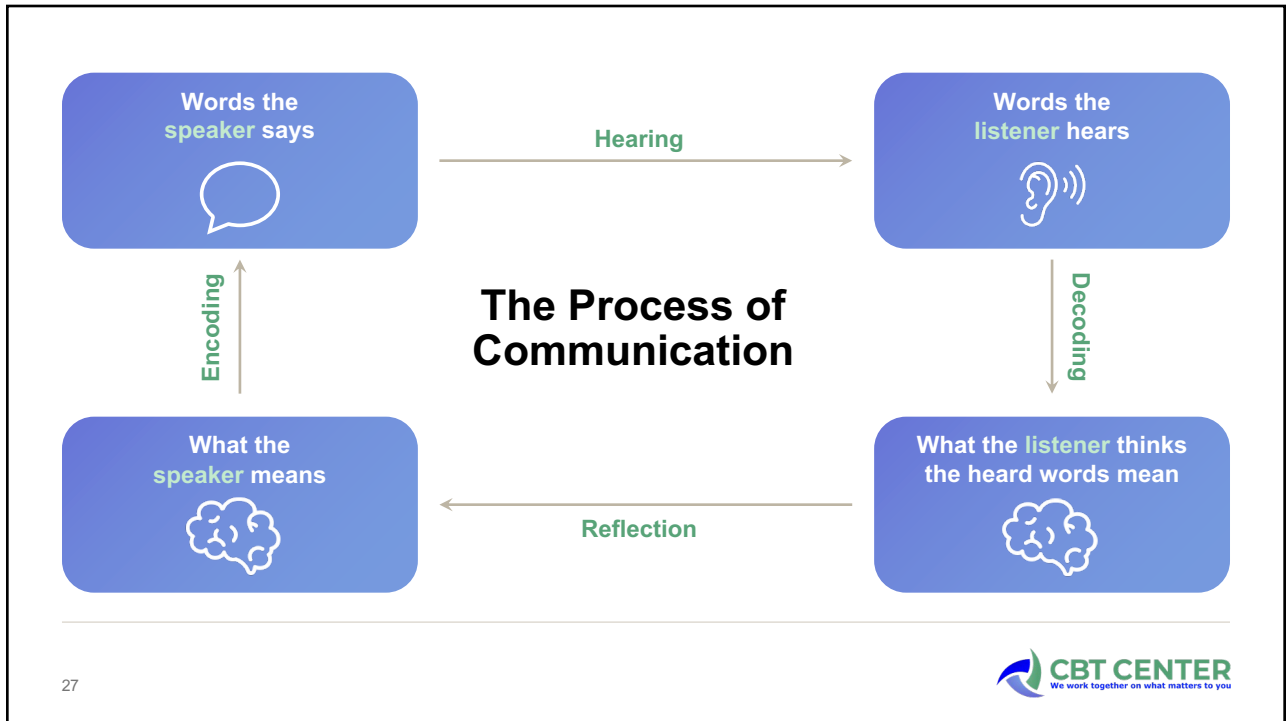 Words the
speaker says
Hearing
Words the
listener hears
Encoding
The Process of
Communication
Decoding
What the
speaker means
Reflection
What the listener thinks
the heard words mean
27
CBT CENTER
We work together on what matters to you